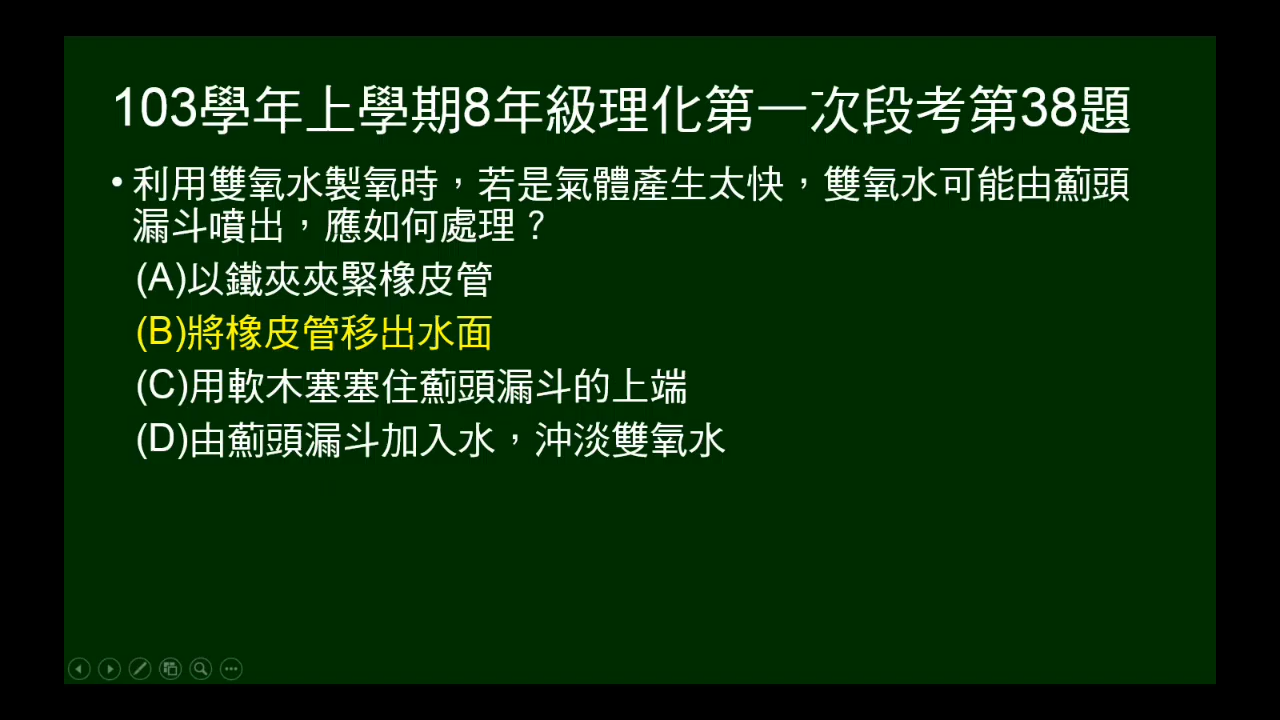 103學年上學期8年級理化第一次段考第38題
•利用雙氧水製氧時，若是氣體產生太快，雙氧水可能由薊頭
漏斗噴出，應如何處理？
(A)以鐵夾夾緊橡皮管
(B)將橡皮管移出水面
(C)用軟木塞塞住薊頭漏斗的上端
(D)由薊頭漏斗加入水，沖淡雙氧水